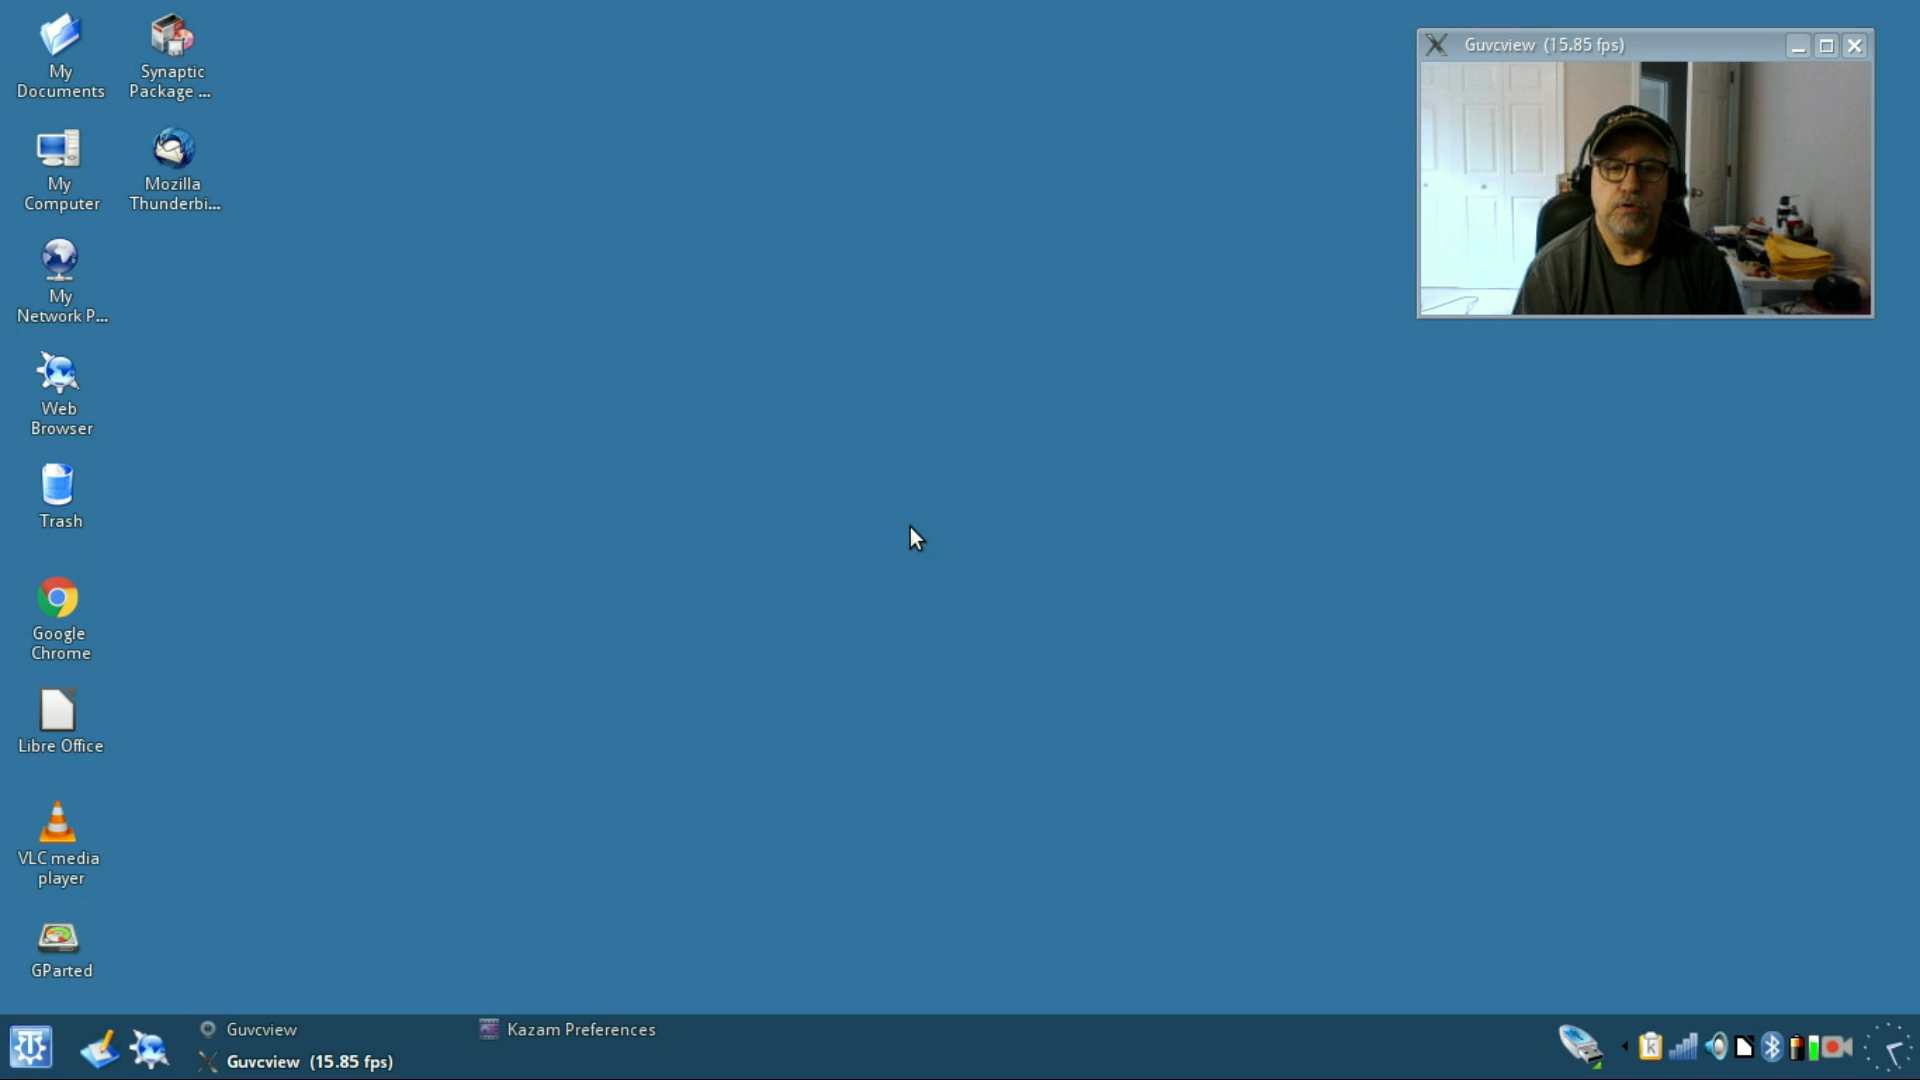 My
Documents
Synaptic
Package ...
My
Computer
Mozilla
Thunderbi...
My
Network P...
Web
Browser
Trash
Google
Chrome
Libre Office
VLC media
player
GParted
Guvcview (15.85 fps)
Guvcview
Kazam Preferences
Guvcview (15.85 fps)